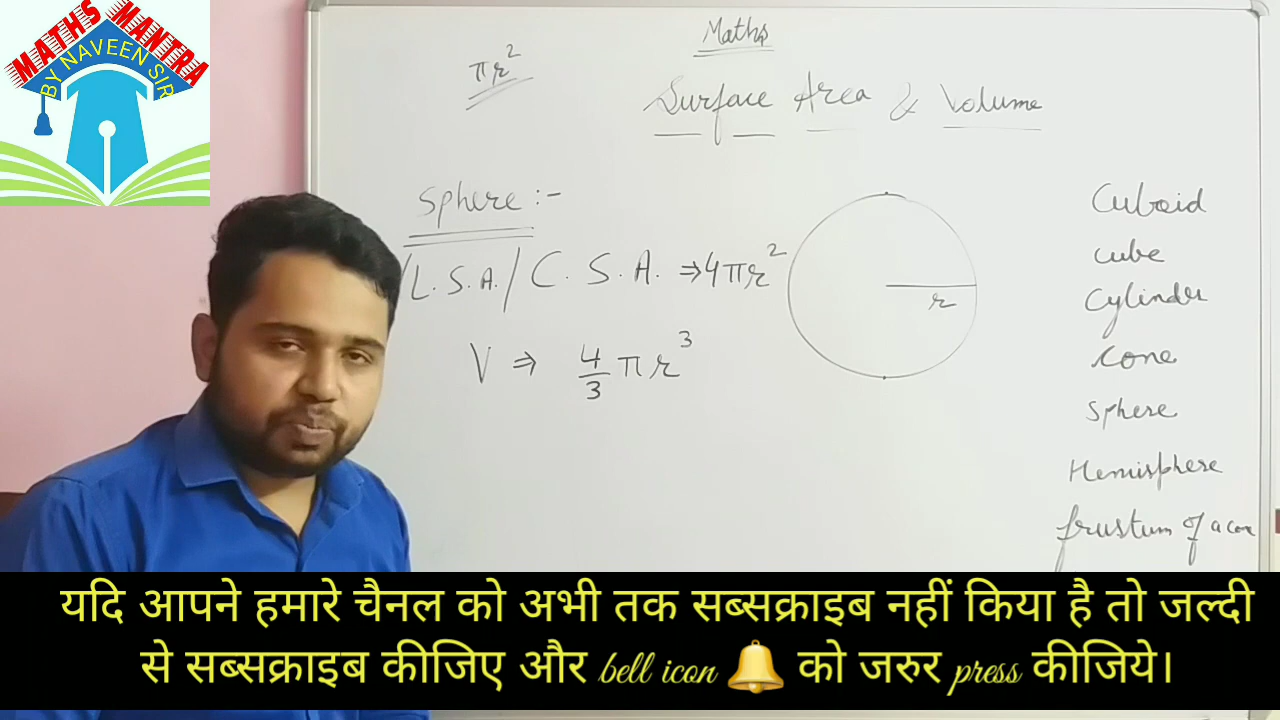 MATHS MANTRA
BY NAVEEN SIR
Maths
πr²
Surface Area & Volume
Sphere :-
L.S.A./C.S.A. ⇒ 4πr²
V ⇒ 4/3 πr³
r
Cuboid
cube
Cylinder
Cone
Sphere
Hemisphere
frustum of a cone
यदि आपने हमारे चैनल को अभी तक सब्सक्राइब नहीं किया है तो जल्दी
से सब्सक्राइब कीजिए और bell icon 🔔 को जरुर press कीजिये।